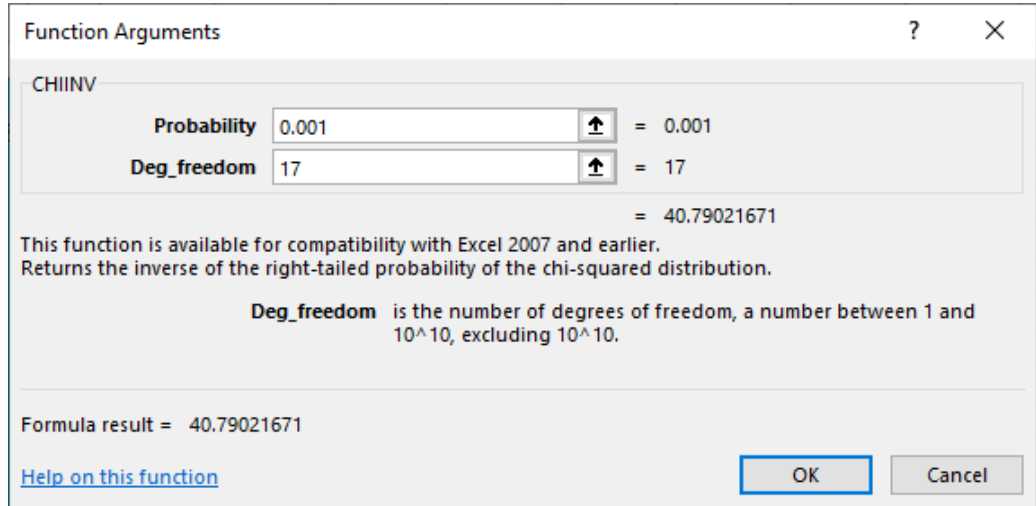 Function Arguments ? ×
CHIINV
Probability 0.001 = 0.001
Deg_freedom 17 = 17
= 40.79021671
This function is available for compatibility with Excel 2007 and earlier.
Returns the inverse of the right-tailed probability of the chi-squared distribution.
Deg_freedom is the number of degrees of freedom, a number between 1 and
10^10, excluding 10^10.
Formula result = 40.79021671
Help on this function OK Cancel